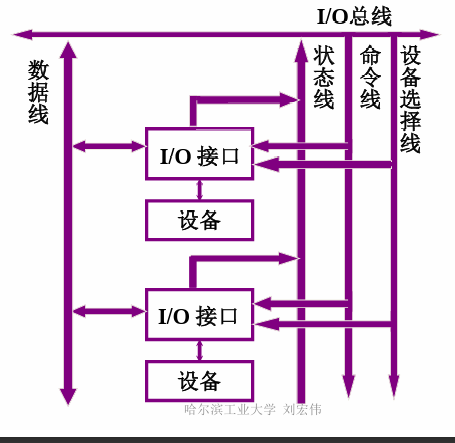 I/O总线
数据线
状态线
命令线
设备选择线
I/O 接口
设备
I/O 接口
设备
哈尔滨工业大学 刘宏伟